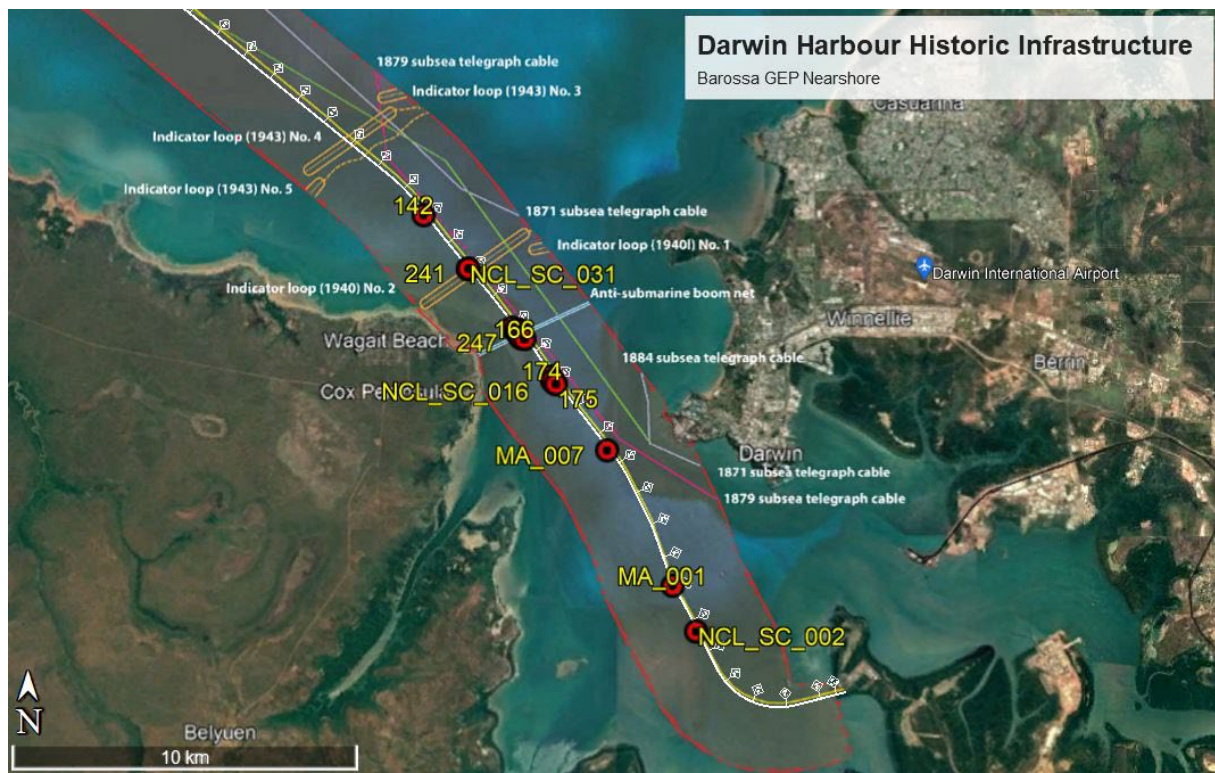 Darwin Harbour Historic Infrastructure
Barossa GEP Nearshore
1879 subsea telegraph cable
Indicator loop (1943) No. 3
Casuarina
Indicator loop (1943) No. 4
Indicator loop (1943) No. 5
142
1871 subsea telegraph cable
Indicator loop (1940l) No. 1
241
NCL_SC_031
Darwin International Airport
Indicator loop (1940) No. 2
Anti-submarine boom net
Winnellie
166
Wagait Beach
247
1884 subsea telegraph cable
Berrin
174
Cox Peninsula
NCL_SC_016
175
MA_007
Darwin
1871 subsea telegraph cable
1879 subsea telegraph cable
MA_001
NCL_SC_002
N
Belyuen
10 km